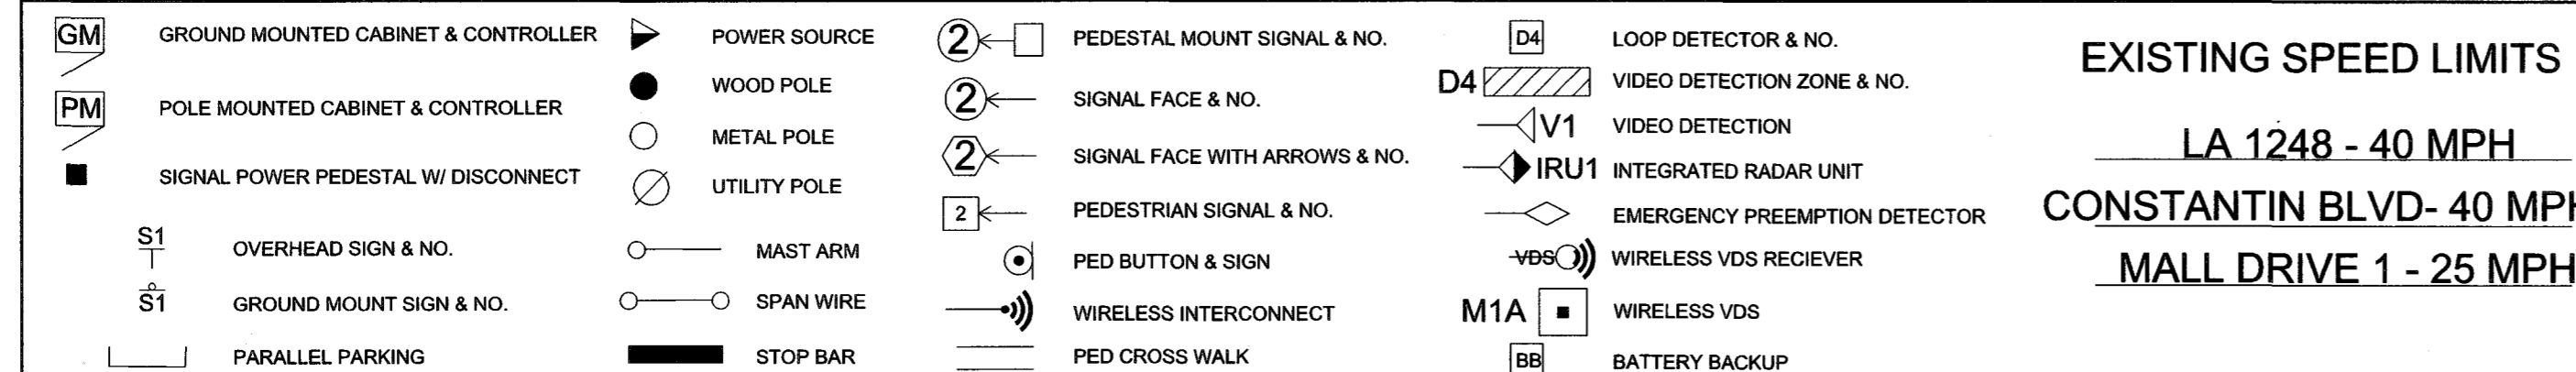 GM GROUND MOUNTED CABINET & CONTROLLER
PM POLE MOUNTED CABINET & CONTROLLER
SIGNAL POWER PEDESTAL W/ DISCONNECT
S1 OVERHEAD SIGN & NO.
S1 GROUND MOUNT SIGN & NO.
PARALLEL PARKING
POWER SOURCE
WOOD POLE
METAL POLE
UTILITY POLE
MAST ARM
SPAN WIRE
STOP BAR
2 PEDESTAL MOUNT SIGNAL & NO.
2 SIGNAL FACE & NO.
2 SIGNAL FACE WITH ARROWS & NO.
2 PEDESTRIAN SIGNAL & NO.
PED BUTTON & SIGN
WIRELESS INTERCONNECT
PED CROSS WALK
D4 LOOP DETECTOR & NO.
D4 VIDEO DETECTION ZONE & NO.
V1 VIDEO DETECTION
IRU1 INTEGRATED RADAR UNIT
EMERGENCY PREEMPTION DETECTOR
VDS WIRELESS VDS RECIEVER
M1A WIRELESS VDS
BB BATTERY BACKUP
EXISTING SPEED LIMITS
LA 1248 - 40 MPH
CONSTANTIN BLVD- 40 MPH
MALL DRIVE 1 - 25 MPH